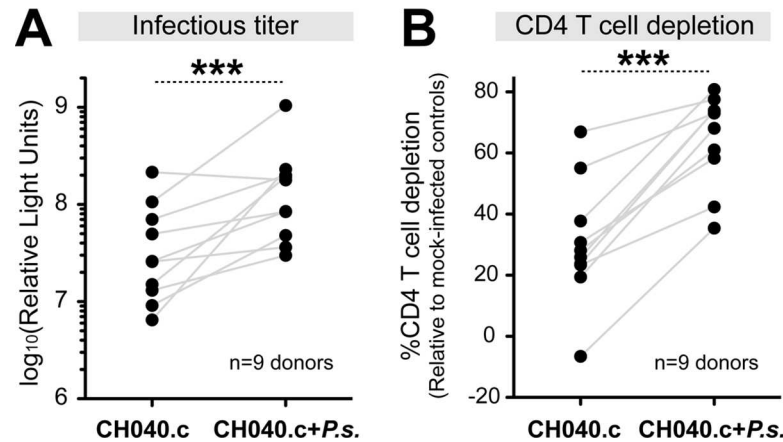 A
Infectious titer
***
log₁₀(Relative Light Units)
9
8
7
6
n=9 donors
CH040.c
CH040.c+P.s.
B
CD4 T cell depletion
***
%CD4 T cell depletion
(Relative to mock-infected controls)
80
60
40
20
0
-20
n=9 donors
CH040.c
CH040.c+P.s.